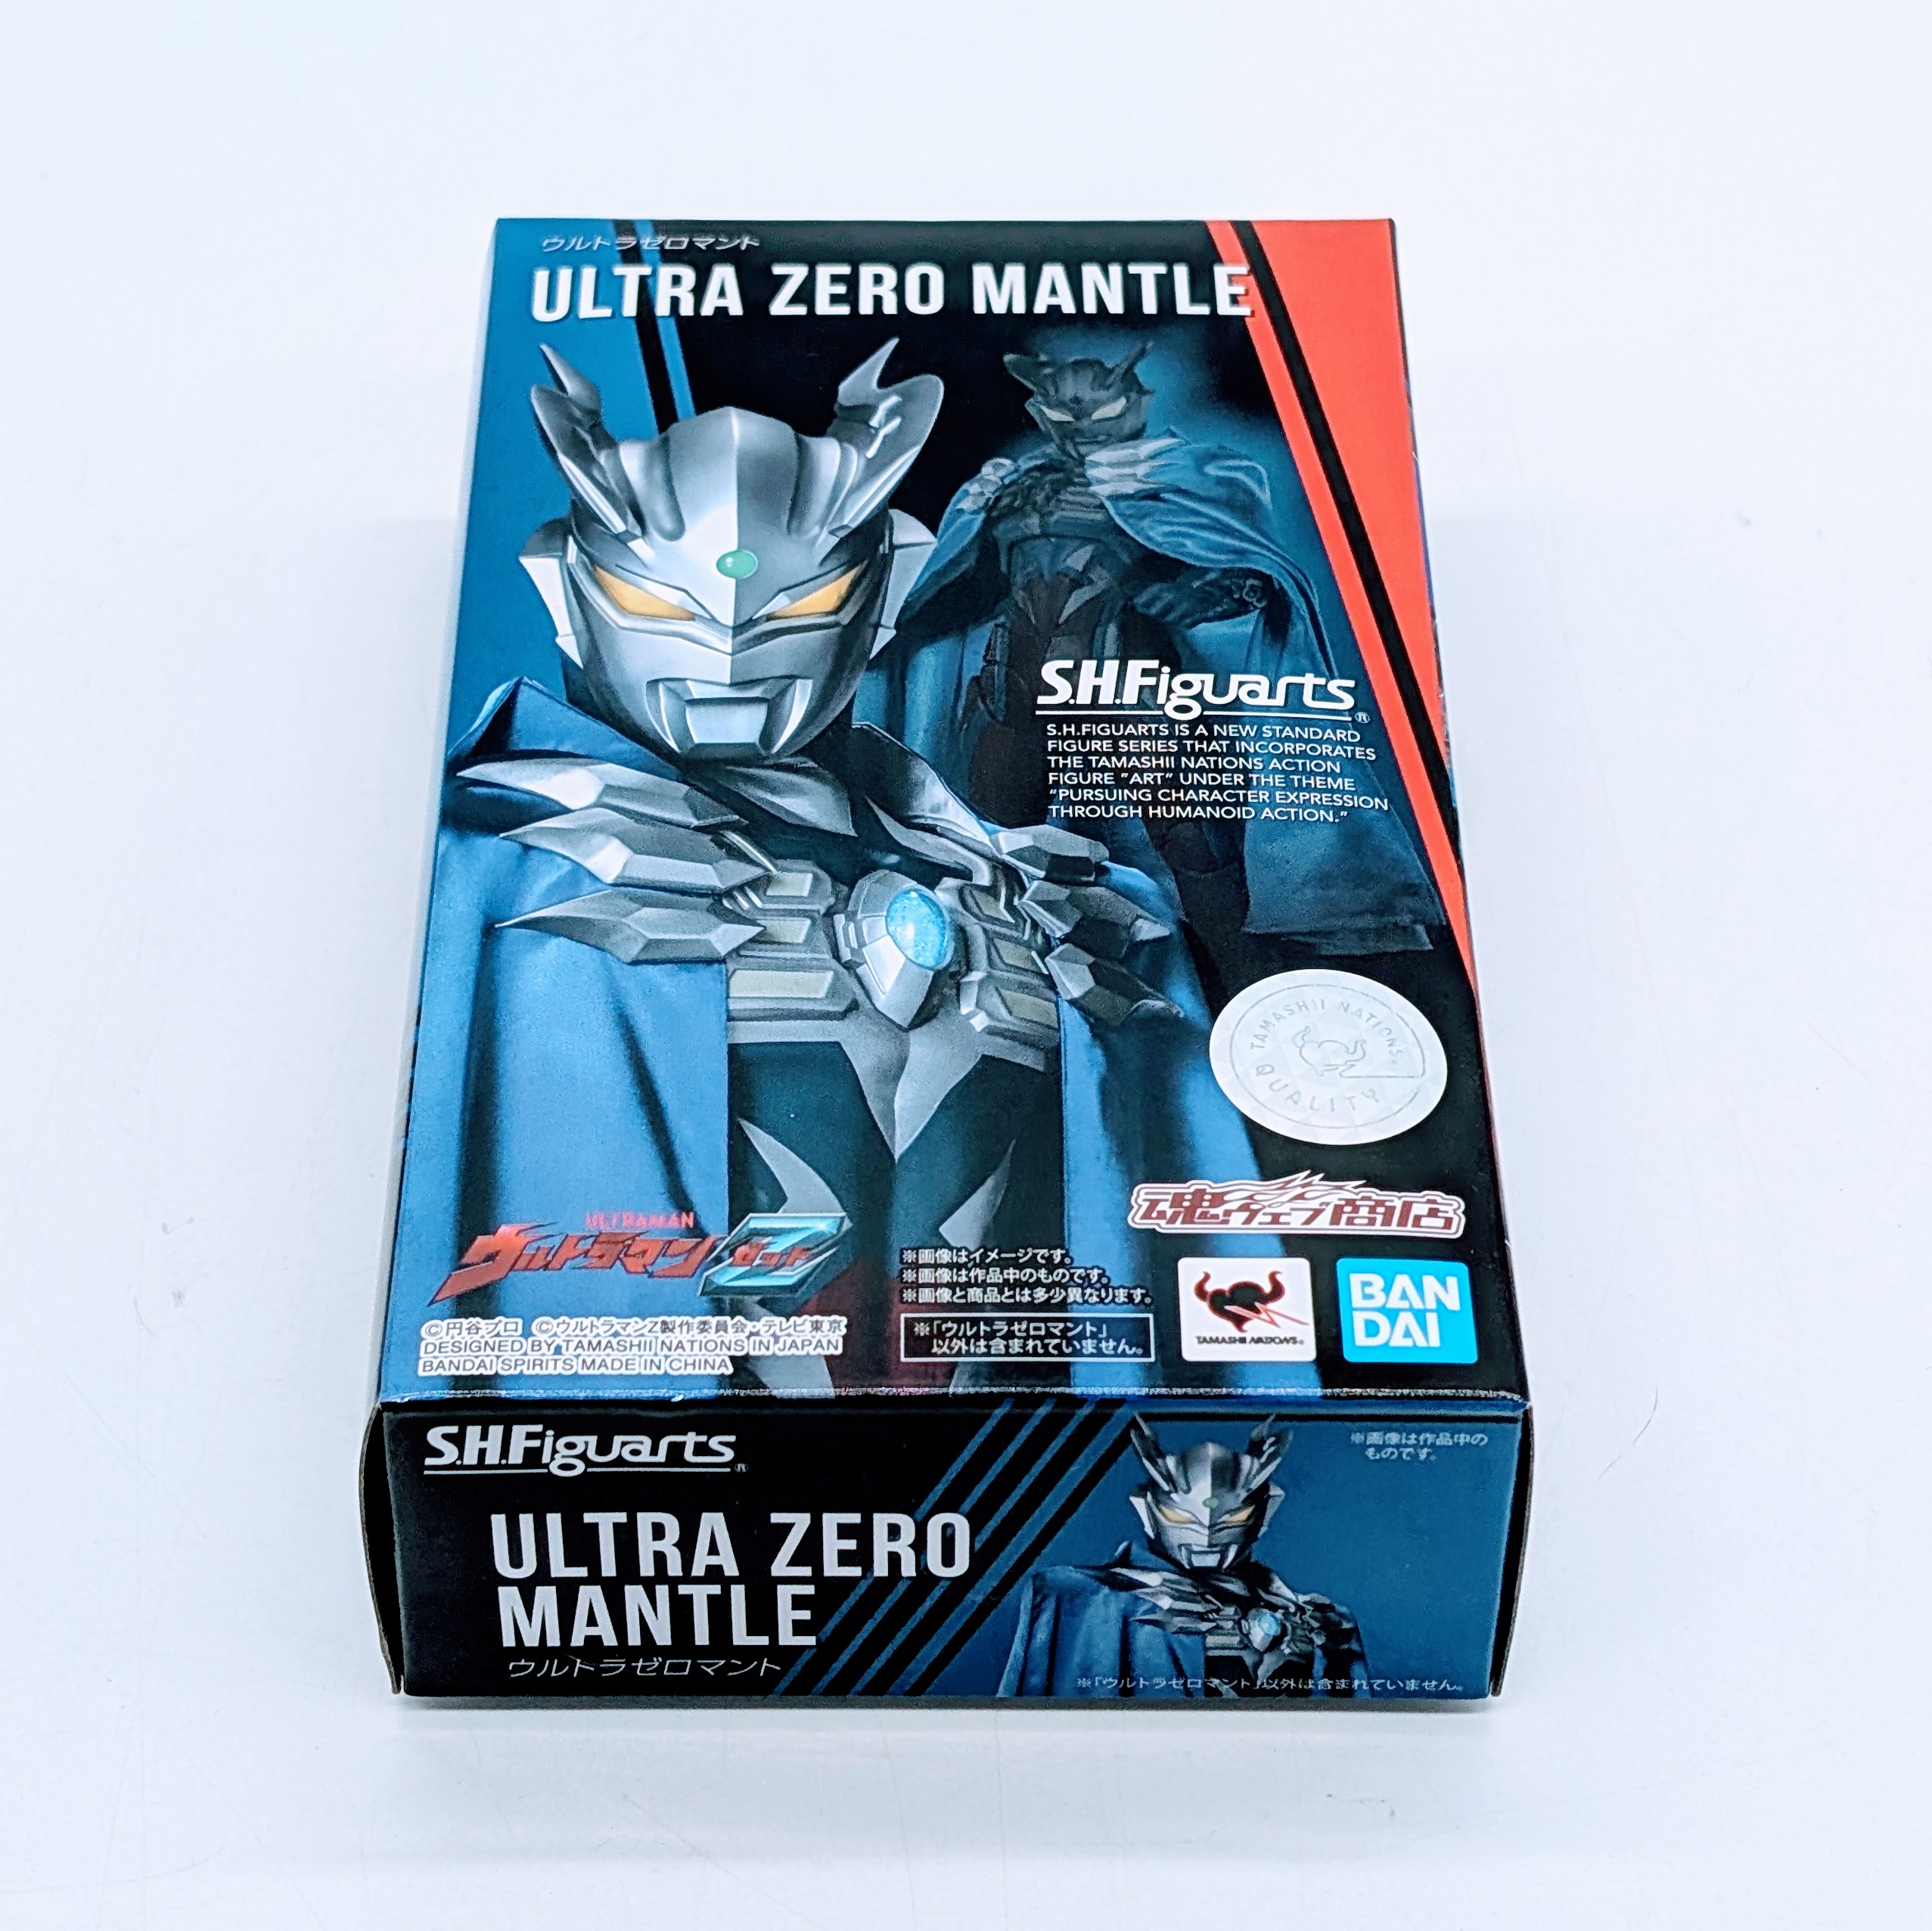 ウルトラゼロマント
ULTRA ZERO MANTLE
S.H.Figuarts®
S.H.FIGUARTS IS A NEW STANDARD
FIGURE SERIES THAT INCORPORATES
THE TAMASHII NATIONS ACTION
FIGURE "ART" UNDER THE THEME
"PURSUING CHARACTER EXPRESSION
THROUGH HUMANOID ACTION."
TAMASHII NATIONS
QUALITY
魂ウェブ商店
ULTRAMAN
ウルトラマンZ
ゼット
©円谷プロ ©ウルトラマンZ製作委員会・テレビ東京
DESIGNED BY TAMASHII NATIONS IN JAPAN
BANDAI SPIRITS MADE IN CHINA
※画像はイメージです。
※画像は作品中のものです。
※画像と商品とは多少異なります。
※「ウルトラゼロマント」
以外は含まれていません。
TAMASHII NATIONS®
BAN
DAI
S.H.Figuarts®
ULTRA ZERO
MANTLE
ウルトラゼロマント
※画像は作品中の
ものです。
※「ウルトラゼロマント」以外は含まれていません。